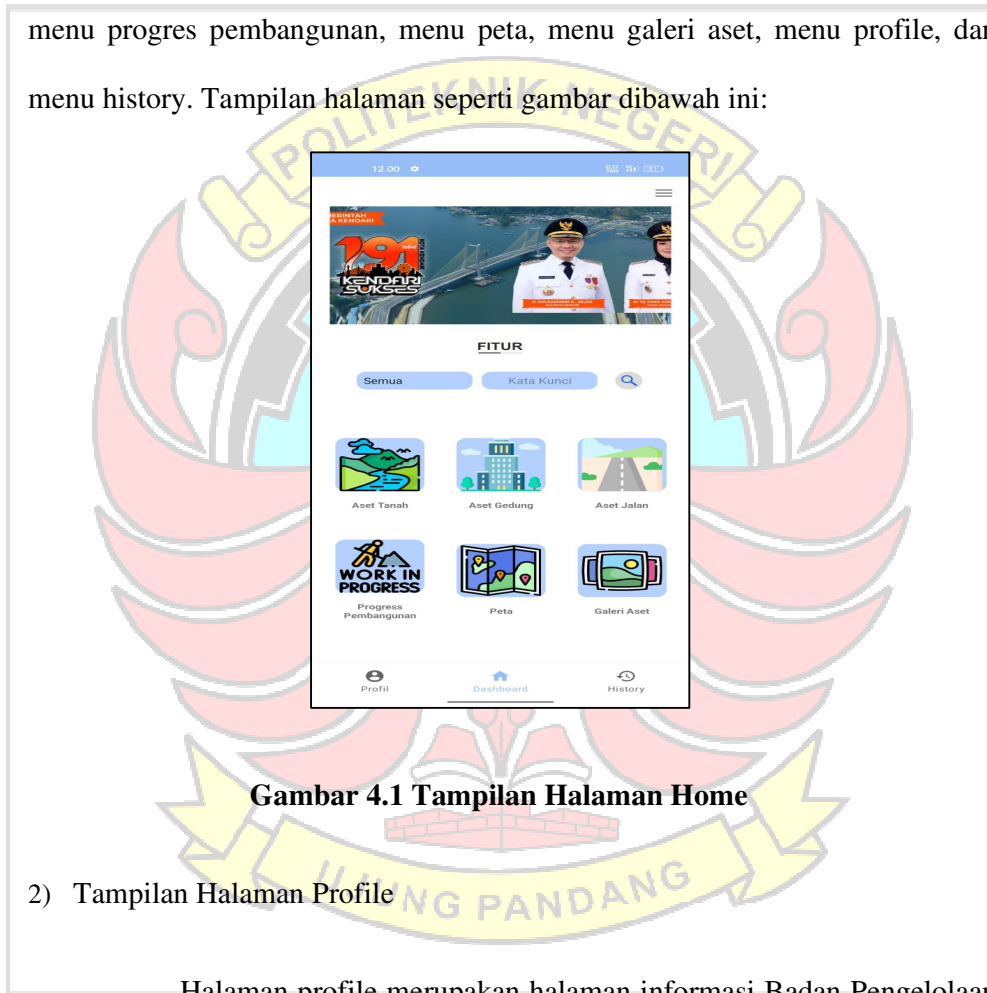 menu progres pembangunan, menu peta, menu galeri aset, menu profile, dan
menu history. Tampilan halaman seperti gambar dibawah ini:
POLITEKNIK NEGERI
12.00
KOTA KENDARI
191
KENDARI
SUKSES
FITUR
Semua
Kata Kunci
Aset Tanah
Aset Gedung
Aset Jalan
WORK IN
PROGRESS
Progress
Pembangunan
Peta
Galeri Aset
Profil
Dashboard
History
Gambar 4.1 Tampilan Halaman Home
UJUNG PANDANG
2) Tampilan Halaman Profile
Halaman profile merupakan halaman informasi Badan Pengelolaan